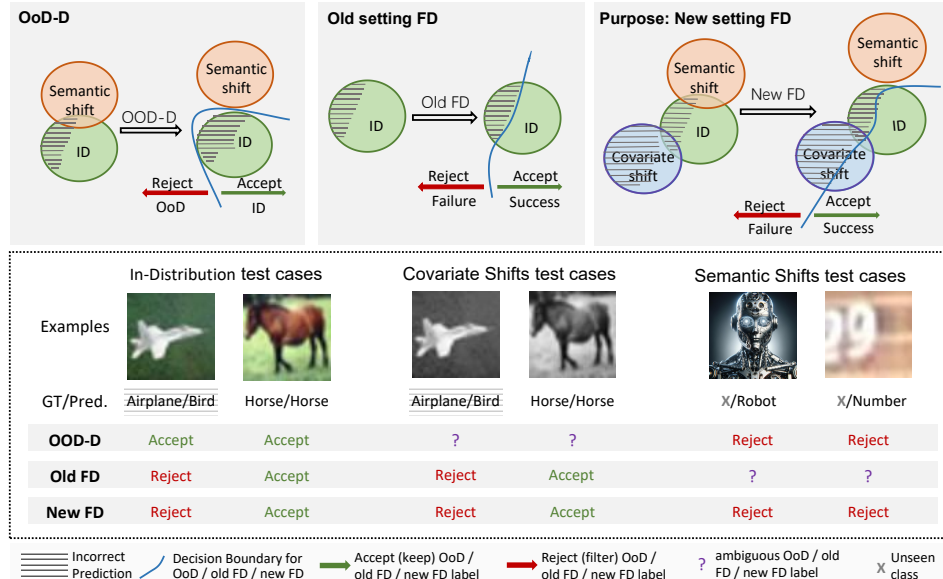 OoD-D
Semantic
shift
ID
OOD-D
Semantic
shift
ID
Reject
Accept
OoD
ID
Old setting FD
ID
Old FD
ID
Reject
Accept
Failure
Success
Purpose: New setting FD
Semantic
shift
ID
Covariate
shift
New FD
Semantic
shift
ID
Covariate
shift
Reject
Accept
Failure
Success
In-Distribution test cases
Covariate Shifts test cases
Semantic Shifts test cases
Examples
29
GT/Pred. Airplane/Bird Horse/Horse Airplane/Bird Horse/Horse X/Robot X/Number
OOD-D Accept Accept ? ? Reject Reject
Old FD Reject Accept Reject Accept ? ?
New FD Reject Accept Reject Accept Reject Reject
Incorrect
Prediction
Decision Boundary for
OoD / old FD / new FD
Accept (keep) OoD /
old FD / new FD label
Reject (filter) OoD /
old FD / new FD label
? ambiguous OoD / old
FD / new FD label
X Unseen
class